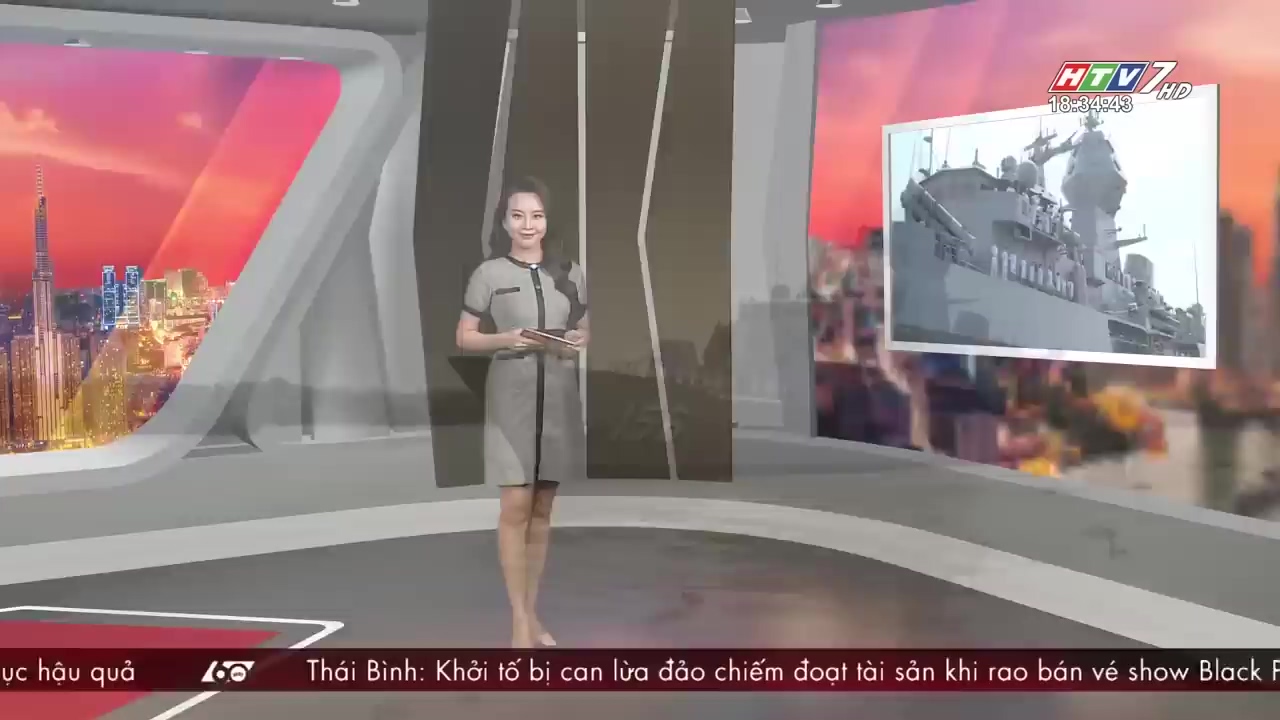 HTV7 HD
18:34:43
ục hậu quả 60 Thái Bình: Khởi tố bị can lừa đảo chiếm đoạt tài sản khi rao bán vé show Black